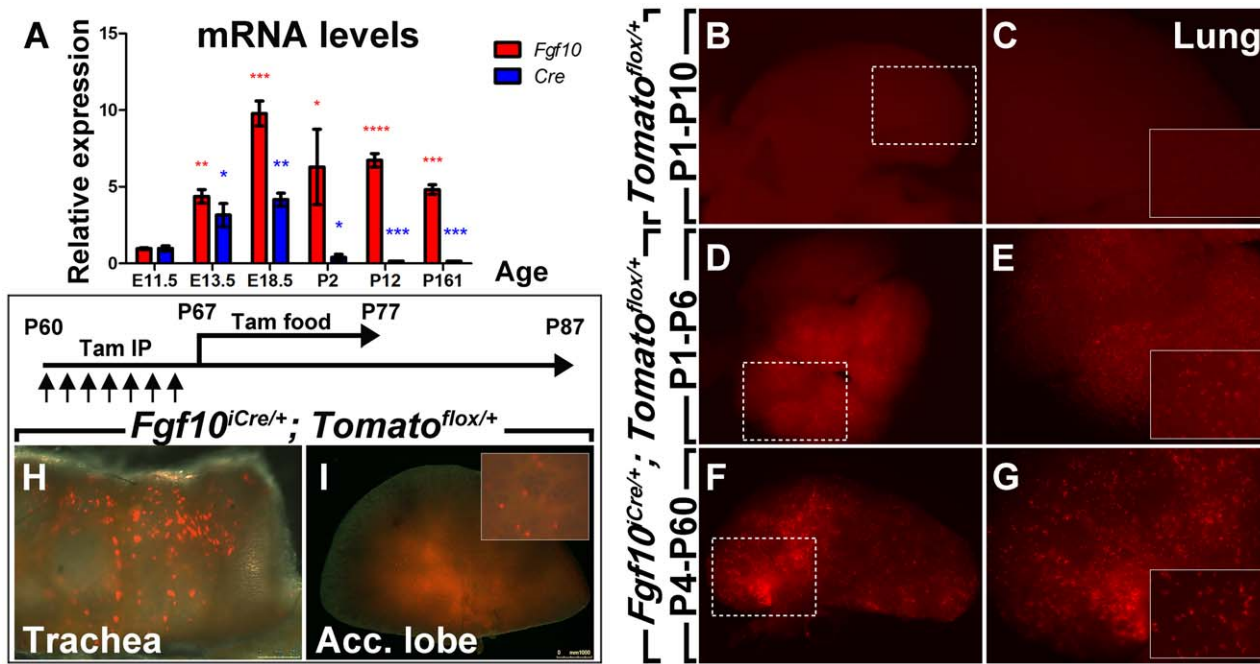 A
mRNA levels
Relative expression
15
10
5
0
***
**
*
**
*
*
****
***
***
***
Fgf10
Cre
E11.5
E13.5
E18.5
P2
P12
P161
Age
P60
P67
P77
P87
Tam IP
Tam food
Fgf10iCre/+; Tomatoflox/+
H
Trachea
I
Acc. lobe
0 mm1000
Tomatoflox/+
P1-P10
B
C
Lung
Fgf10iCre/+; Tomatoflox/+
P1-P6
P4-P60
D
E
F
G